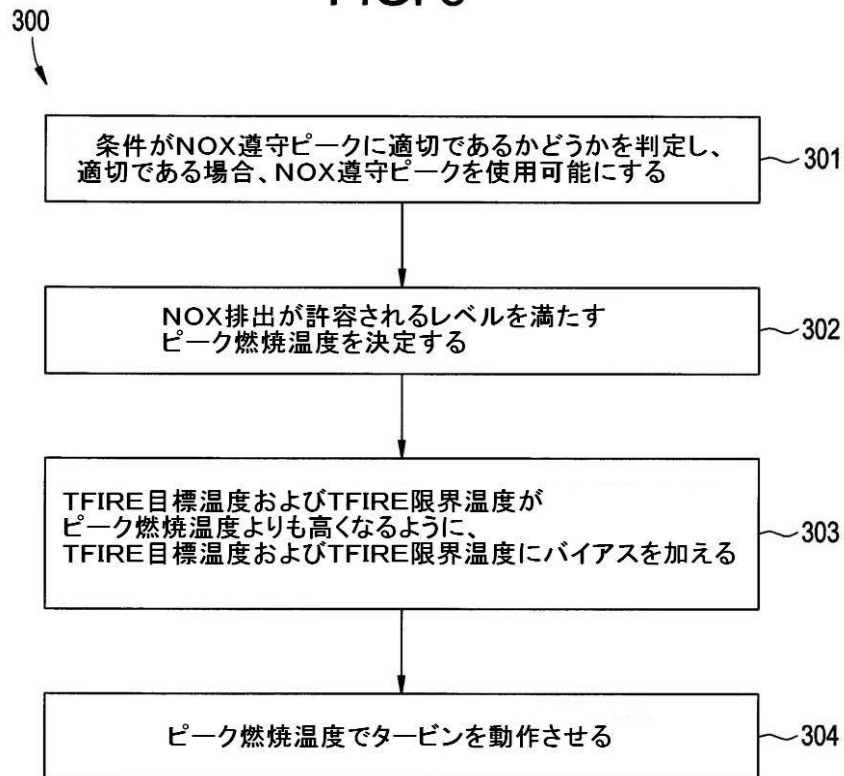 300
条件がNOX遵守ピークに適切であるかどうかを判定し、
適切である場合、NOX遵守ピークを使用可能にする
301
NOX排出が許容されるレベルを満たす
ピーク燃焼温度を決定する
302
TFIRE目標温度およびTFIRE限界温度が
ピーク燃焼温度よりも高くなるように、
TFIRE目標温度およびTFIRE限界温度にバイアスを加える
303
ピーク燃焼温度でタービンを動作させる
304